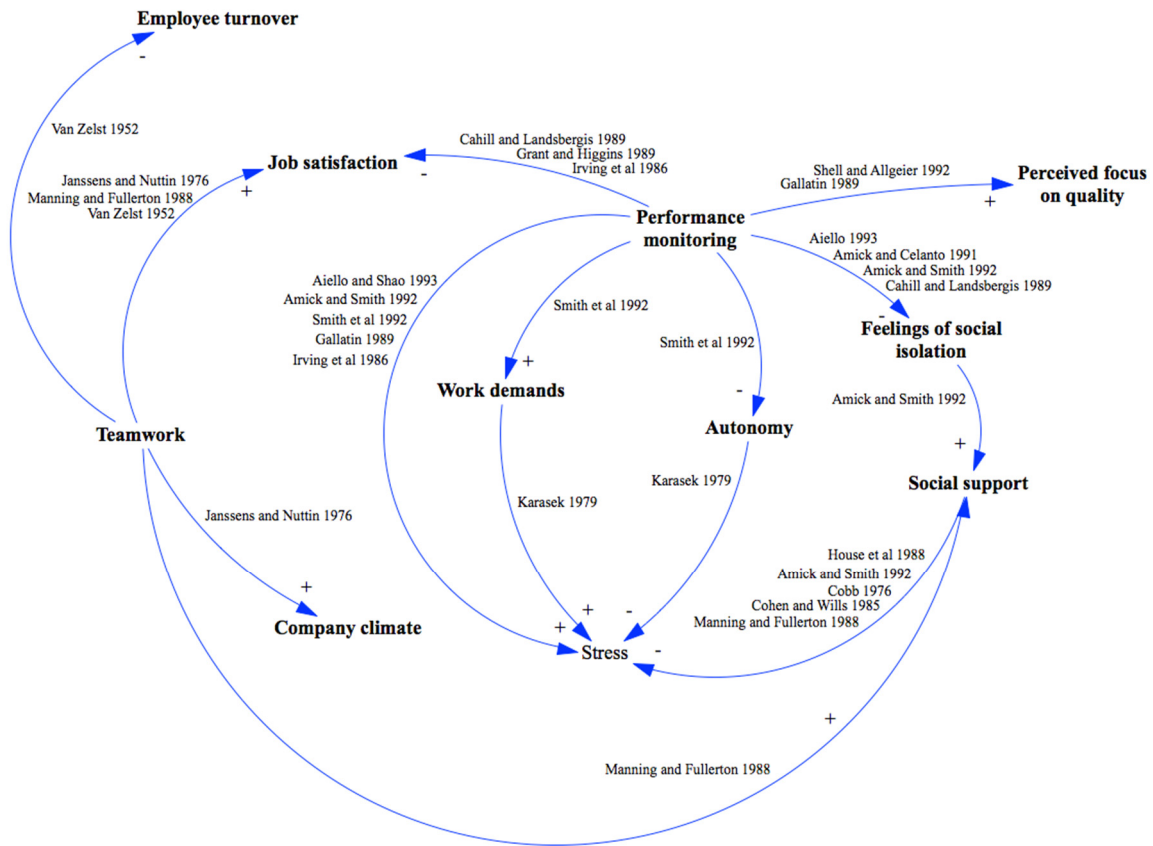 Employee turnover
-
Van Zelst 1952
Job satisfaction
+
-
Janssens and Nuttin 1976
Manning and Fullerton 1988
Van Zelst 1952
Cahill and Landsbergis 1989
Grant and Higgins 1989
Irving et al 1986
Shell and Allgeier 1992
Gallatin 1989
+
Perceived focus
on quality
Performance
monitoring
Aiello 1993
Amick and Celanto 1991
Amick and Smith 1992
Cahill and Landsbergis 1989
-
Feelings of social
isolation
Aiello and Shao 1993
Amick and Smith 1992
Smith et al 1992
Gallatin 1989
Irving et al 1986
Smith et al 1992
+
Work demands
Smith et al 1992
-
Autonomy
Amick and Smith 1992
+
Social support
Teamwork
Karasek 1979
Karasek 1979
Janssens and Nuttin 1976
+
Company climate
House et al 1988
Amick and Smith 1992
Cobb 1976
Cohen and Wills 1985
Manning and Fullerton 1988
+
+
-
-
Stress
+
Manning and Fullerton 1988